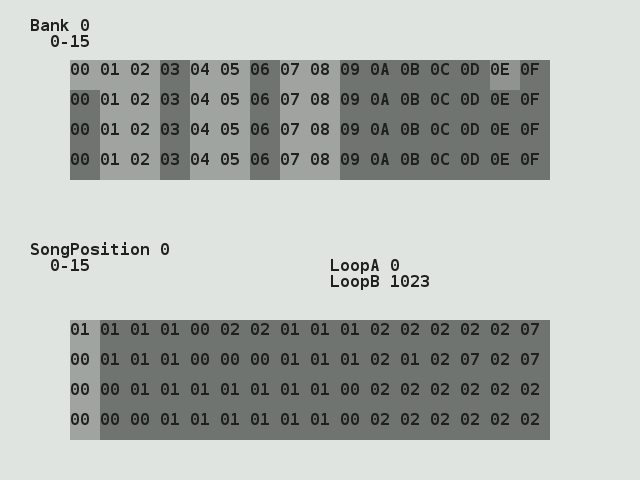 Bank 0
0-15
00 01 02 03 04 05 06 07 08 09 0A 0B 0C 0D 0E 0F
00 01 02 03 04 05 06 07 08 09 0A 0B 0C 0D 0E 0F
00 01 02 03 04 05 06 07 08 09 0A 0B 0C 0D 0E 0F
00 01 02 03 04 05 06 07 08 09 0A 0B 0C 0D 0E 0F
SongPosition 0
0-15
LoopA 0
LoopB 1023
01 01 01 01 00 02 02 01 01 01 02 02 02 02 02 07
00 01 01 01 00 00 00 01 01 01 02 01 02 07 02 07
00 00 01 01 01 01 01 01 01 00 02 02 02 02 02 02
00 00 00 01 01 01 01 01 01 00 02 02 02 02 02 02